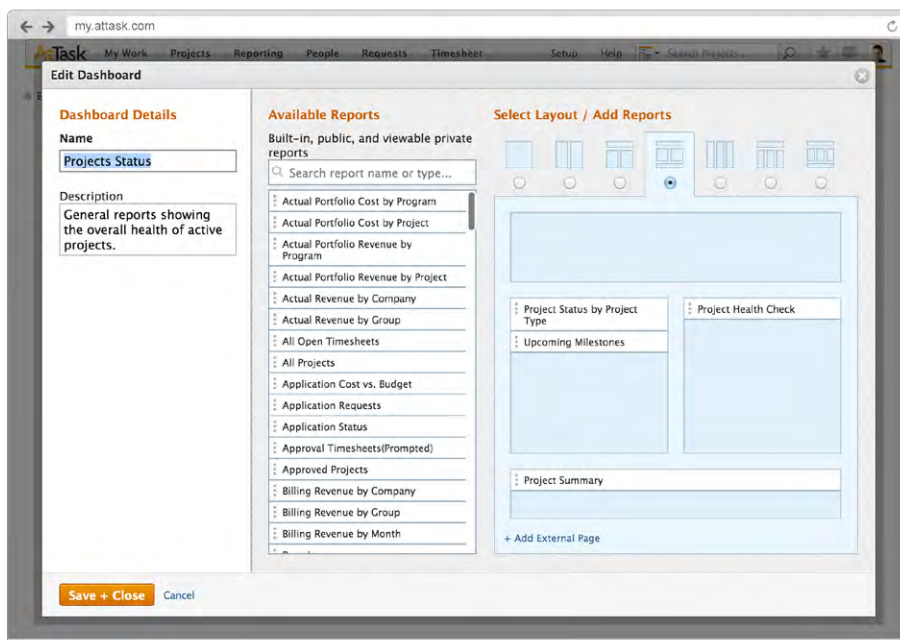 my.attask.com
AtTask My Work Projects Reporting People Requests Timesheet Setup Help Search Projects...
Edit Dashboard
Dashboard Details
Name
Projects Status
Description
General reports showing
the overall health of active
projects.
Available Reports
Built-in, public, and viewable private
reports
Search report name or type...
Actual Portfolio Cost by Program
Actual Portfolio Cost by Project
Actual Portfolio Revenue by
Program
Actual Portfolio Revenue by Project
Actual Revenue by Company
Actual Revenue by Group
All Open Timesheets
All Projects
Application Cost vs. Budget
Application Requests
Application Status
Approval Timesheets(Prompted)
Approved Projects
Billing Revenue by Company
Billing Revenue by Group
Billing Revenue by Month
Select Layout / Add Reports
Project Status by Project
Type
Upcoming Milestones
Project Health Check
Project Summary
+ Add External Page
Save + Close
Cancel